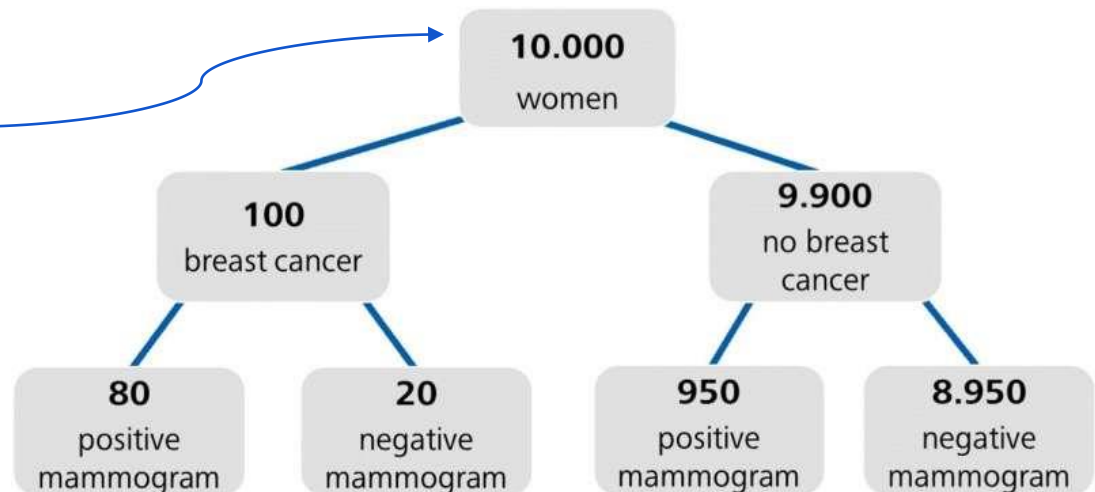 10.000
women
100
breast cancer
9.900
no breast
cancer
80
positive
mammogram
20
negative
mammogram
950
positive
mammogram
8.950
negative
mammogram